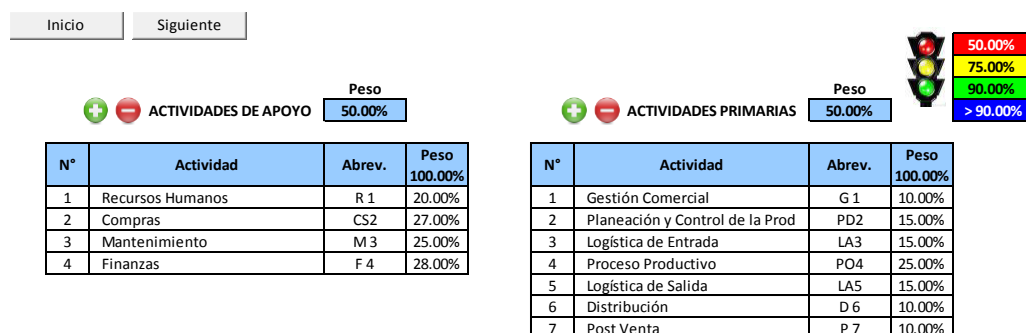 Inicio Siguiente
50.00%
75.00%
90.00%
> 90.00%
Peso Peso
ACTIVIDADES DE APOYO 50.00% ACTIVIDADES PRIMARIAS 50.00%
N° Actividad Abrev. Peso 100.00%
1 Recursos Humanos R 1 20.00%
2 Compras CS2 27.00%
3 Mantenimiento M 3 25.00%
4 Finanzas F 4 28.00%
N° Actividad Abrev. Peso 100.00%
1 Gestión Comercial G 1 10.00%
2 Planeación y Control de la Prod PD2 15.00%
3 Logística de Entrada LA3 15.00%
4 Proceso Productivo PO4 25.00%
5 Logística de Salida LA5 15.00%
6 Distribución D 6 10.00%
7 Post Venta P 7 10.00%